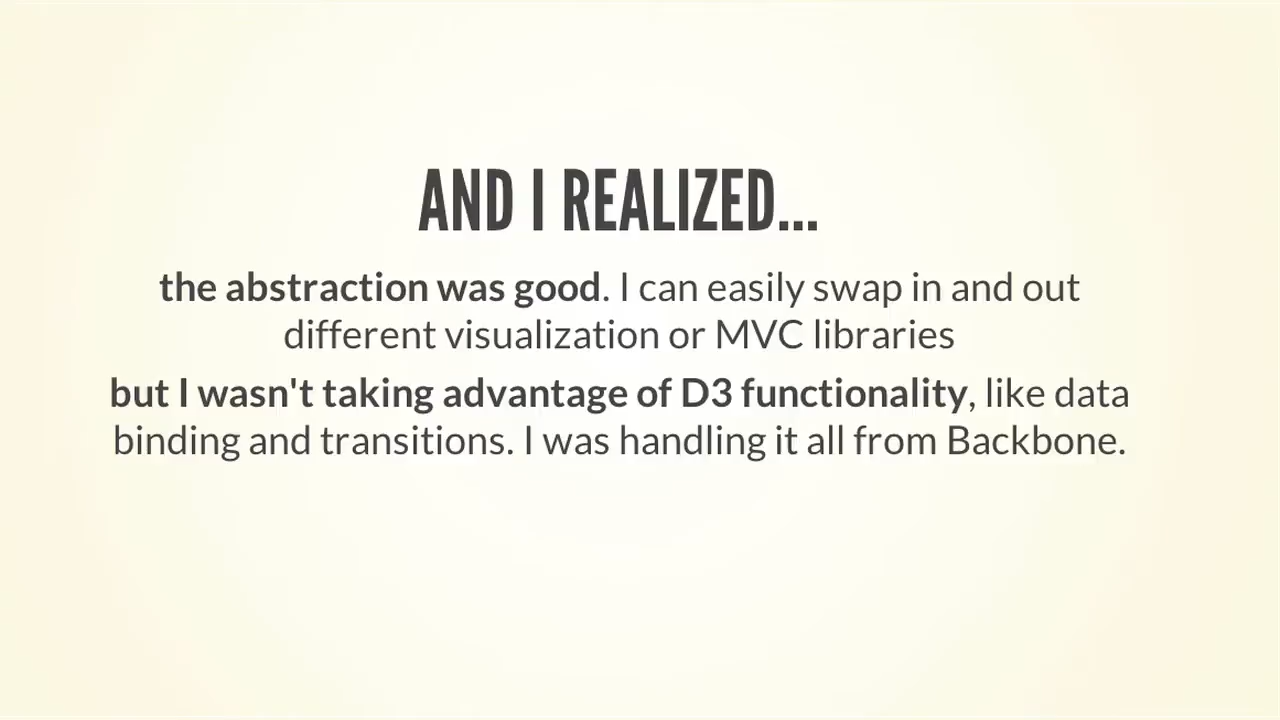 AND I REALIZED...
the abstraction was good. I can easily swap in and out
different visualization or MVC libraries
but I wasn't taking advantage of D3 functionality, like data
binding and transitions. I was handling it all from Backbone.